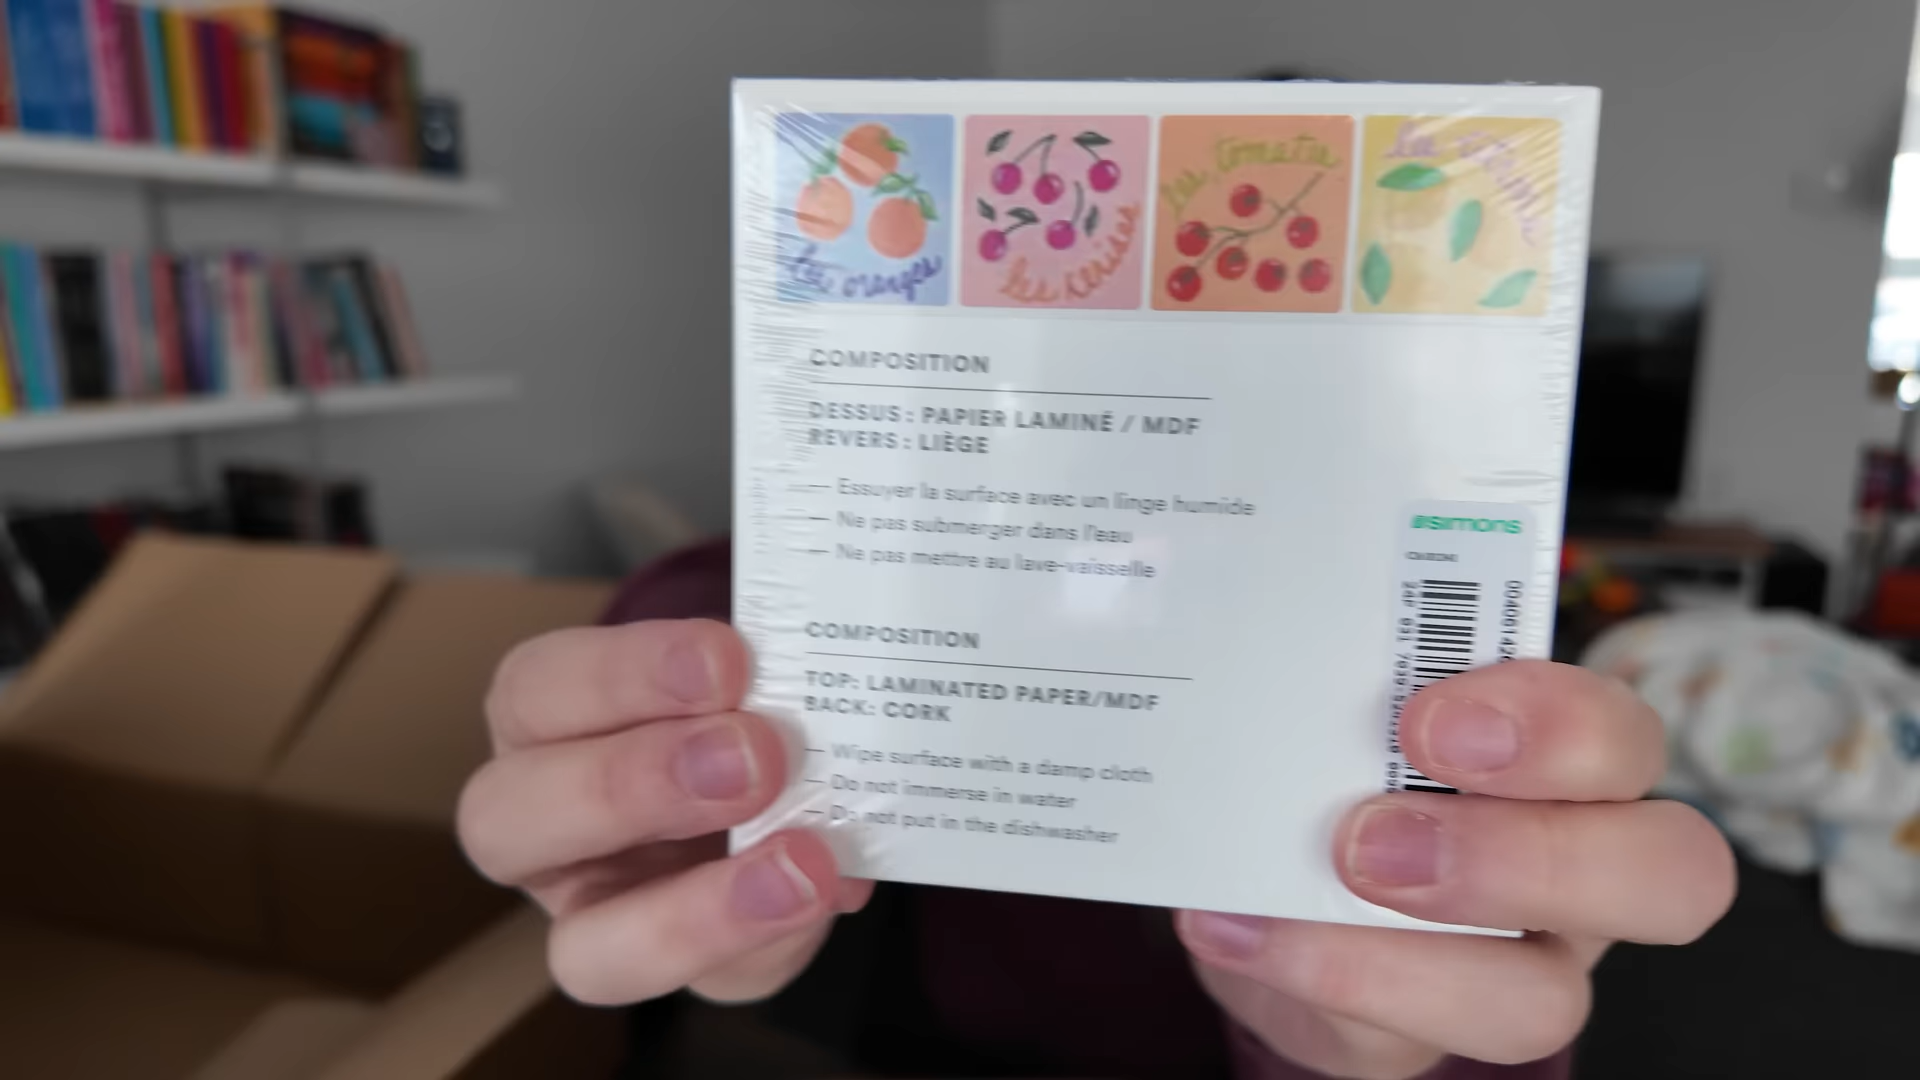 les oranges
les cerises
les tomates
COMPOSITION
DESSUS : PAPIER LAMINÉ / MDF
REVERS : LIÈGE
— Essuyer la surface avec un linge humide
— Ne pas submerger dans l'eau
— Ne pas mettre au lave-vaisselle
simons
COMPOSITION
TOP: LAMINATED PAPER/MDF
BACK: CORK
— Wipe surface with a damp cloth
— Do not immerse in water
— Do not put in the dishwasher